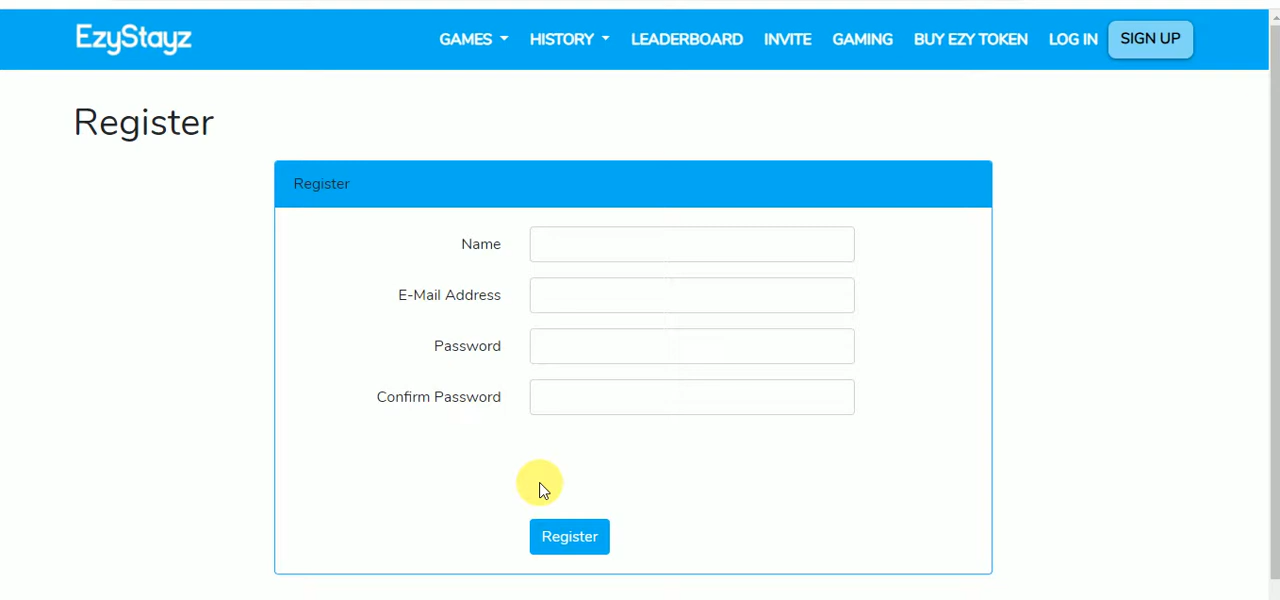 EzyStayz GAMES HISTORY LEADERBOARD INVITE GAMING BUY EZY TOKEN LOG IN SIGN UP
Register
Register
Name
E-Mail Address
Password
Confirm Password
Register